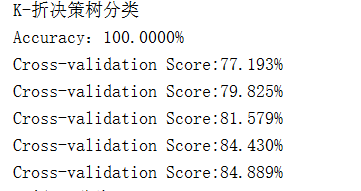 K-折决策树分类
Accuracy：100.0000%
Cross-validation Score:77.193%
Cross-validation Score:79.825%
Cross-validation Score:81.579%
Cross-validation Score:84.430%
Cross-validation Score:84.889%